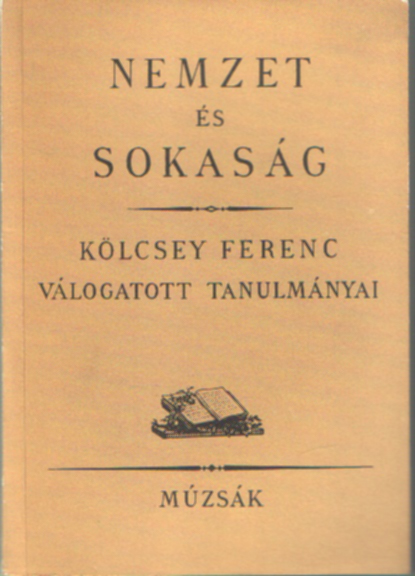 NEMZET
ÉS
SOKASÁG
KÖLCSEY FERENC
VÁLOGATOTT TANULMÁNYAI
MÚZSÁK